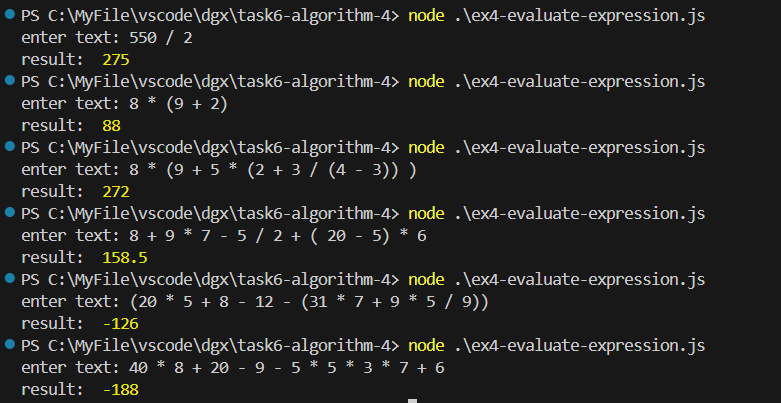 PS C:\MyFile\vscode\dgx\task6-algorithm-4> node .\ex4-evaluate-expression.js
enter text: 550 / 2
result:  275
PS C:\MyFile\vscode\dgx\task6-algorithm-4> node .\ex4-evaluate-expression.js
enter text: 8 * (9 + 2)
result:  88
PS C:\MyFile\vscode\dgx\task6-algorithm-4> node .\ex4-evaluate-expression.js
enter text: 8 * (9 + 5 * (2 + 3 / (4 - 3)) )
result:  272
PS C:\MyFile\vscode\dgx\task6-algorithm-4> node .\ex4-evaluate-expression.js
enter text: 8 + 9 * 7 - 5 / 2 + ( 20 - 5) * 6
result:  158.5
PS C:\MyFile\vscode\dgx\task6-algorithm-4> node .\ex4-evaluate-expression.js
enter text: (20 * 5 + 8 - 12 - (31 * 7 + 9 * 5 / 9))
result:  -126
PS C:\MyFile\vscode\dgx\task6-algorithm-4> node .\ex4-evaluate-expression.js
enter text: 40 * 8 + 20 - 9 - 5 * 5 * 3 * 7 + 6
result:  -188